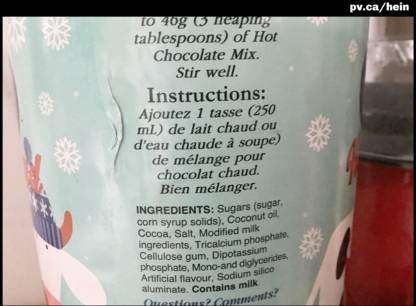 pv.ca/hein
to 46g (3 heaping
tablespoons) of Hot
Chocolate Mix.
Stir well.
Instructions:
Ajoutez 1 tasse (250
mL) de lait chaud ou
d'eau chaude à soupe)
de mélange pour
chocolat chaud.
Bien mélanger.
INGREDIENTS: Sugars (sugar,
corn syrup solids), Coconut oil,
Cocoa, Salt, Modified milk
ingredients, Tricalcium phosphate,
Cellulose gum, Dipotassium
phosphate, Mono-and diglycerides,
Artificial flavour, Sodium silico
aluminate. Contains milk.
Questions? Comments?